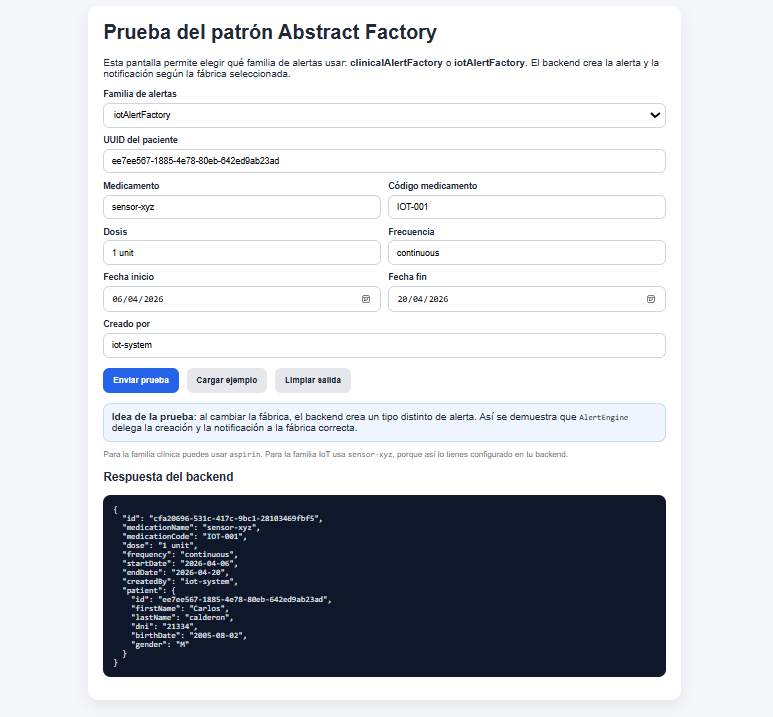 Prueba del patrón Abstract Factory
Esta pantalla permite elegir qué familia de alertas usar: clinicalAlertFactory o iotAlertFactory. El backend crea la alerta y la
notificación según la fábrica seleccionada.
Familia de alertas
iotAlertFactory
UUID del paciente
ee7ee567-1885-4e78-80eb-642ed9ab23ad
Medicamento Código medicamento
sensor-xyz IOT-001
Dosis Frecuencia
1 unit continuous
Fecha inicio Fecha fin
06/04/2026 20/04/2026
Creado por
iot-system
Enviar prueba Cargar ejemplo Limpiar salida
Idea de la prueba: al cambiar la fábrica, el backend crea un tipo distinto de alerta. Así se demuestra que AlertEngine
delega la creación y la notificación a la fábrica correcta.
Para la familia clínica puedes usar aspirin. Para la familia IoT usa sensor-xyz, porque así lo tienes configurado en tu backend.
Respuesta del backend
{
"id": "cfa20696-531c-417c-9bc1-28103469fbf5",
"medicationName": "sensor-xyz",
"medicationCode": "IOT-001",
"dose": "1 unit",
"frequency": "continuous",
"startDate": "2026-04-06",
"endDate": "2026-04-20",
"createdBy": "iot-system",
"patient": {
"id": "ee7ee567-1885-4e78-80eb-642ed9ab23ad",
"firstName": "Carlos",
"lastName": "calderon",
"dni": "21334",
"birthDate": "2005-08-02",
"gender": "M"
}
}